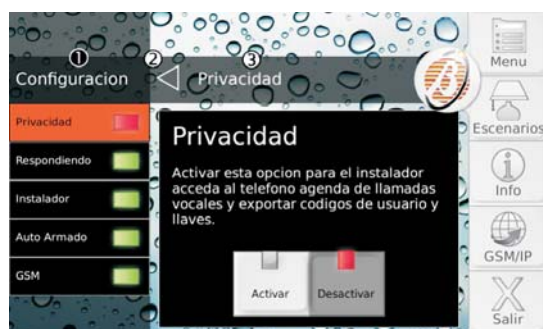 ① ② ③
Configuracion
Privacidad
Privacidad
Respondiendo
Instalador
Auto Armado
GSM
Privacidad
Activar esta opcion para el instalador
acceda al telefono agenda de llamadas
vocales y exportar codigos de usuario y
llaves.
Activar
Desactivar
Menu
Escenarios
Info
GSM/IP
Salir